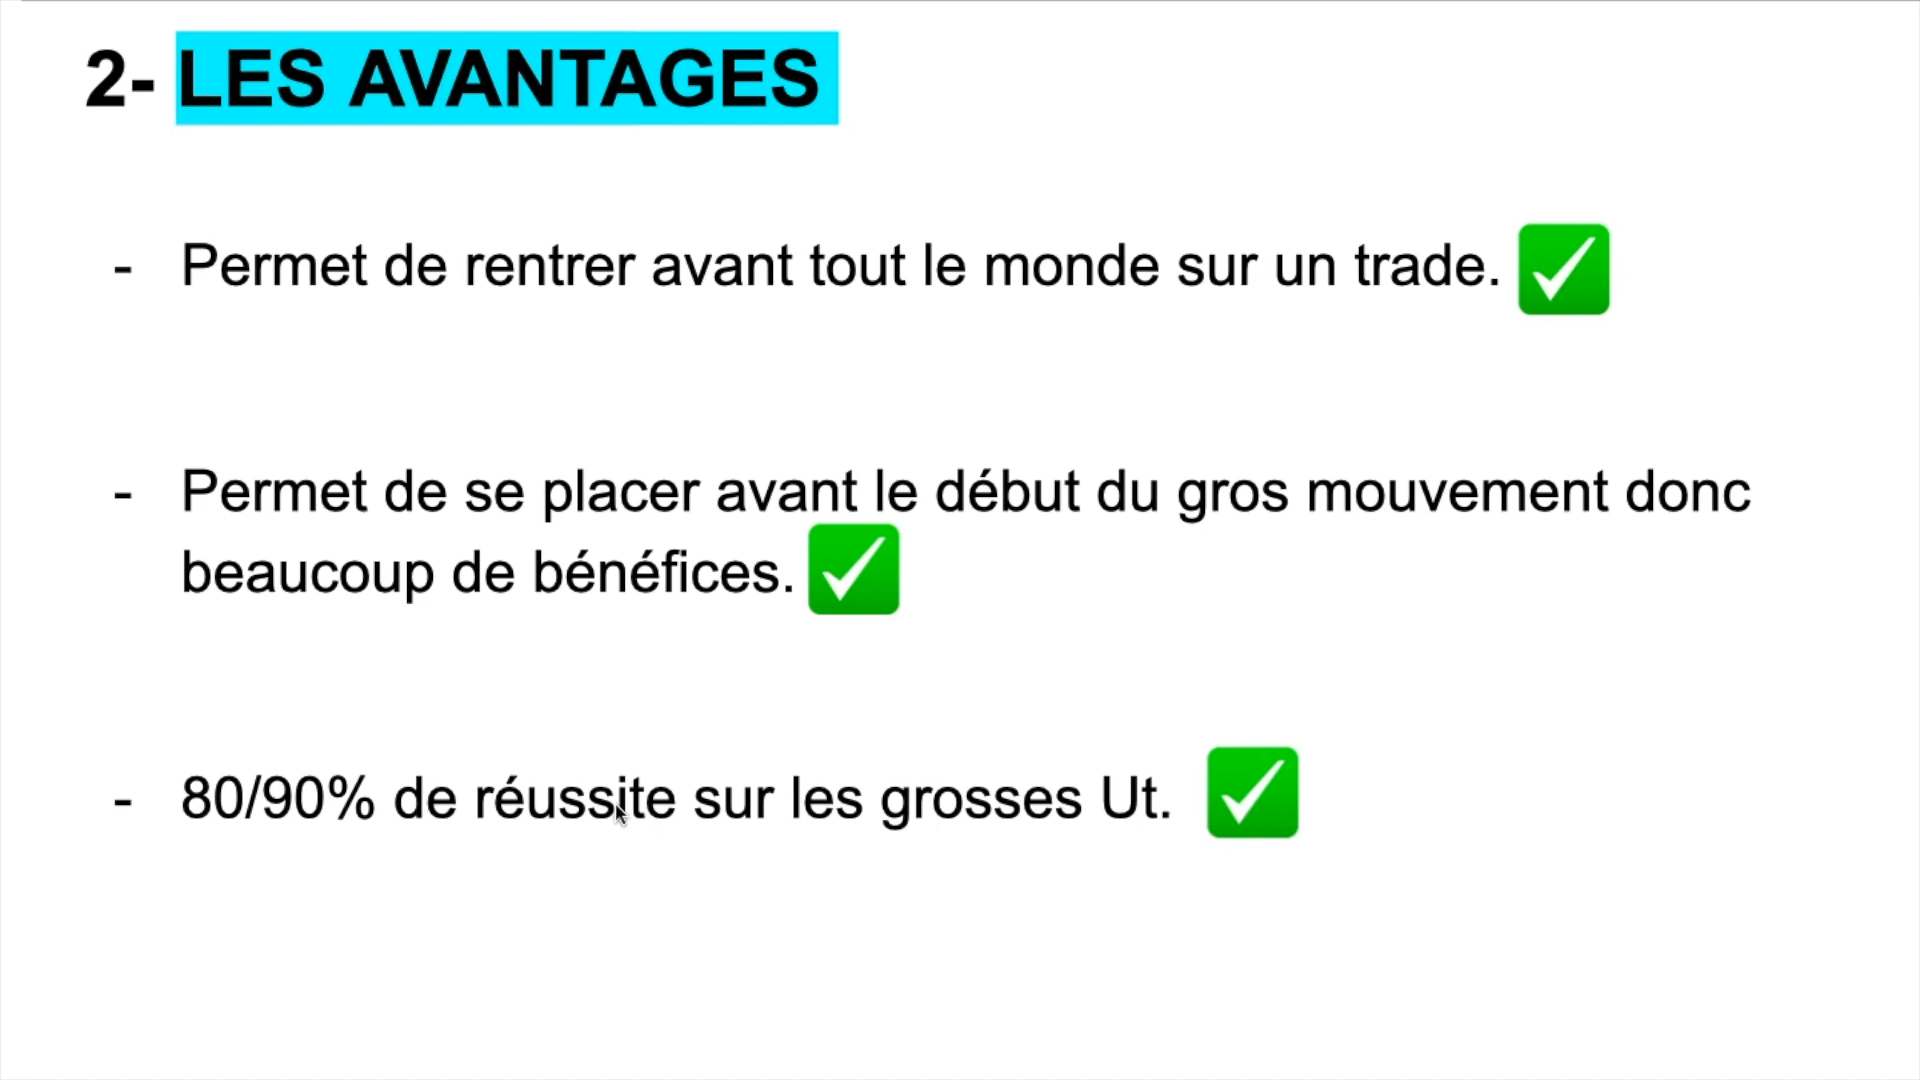 2- LES AVANTAGES
- Permet de rentrer avant tout le monde sur un trade. ✅
- Permet de se placer avant le début du gros mouvement donc
beaucoup de bénéfices. ✅
- 80/90% de réussite sur les grosses Ut. ✅